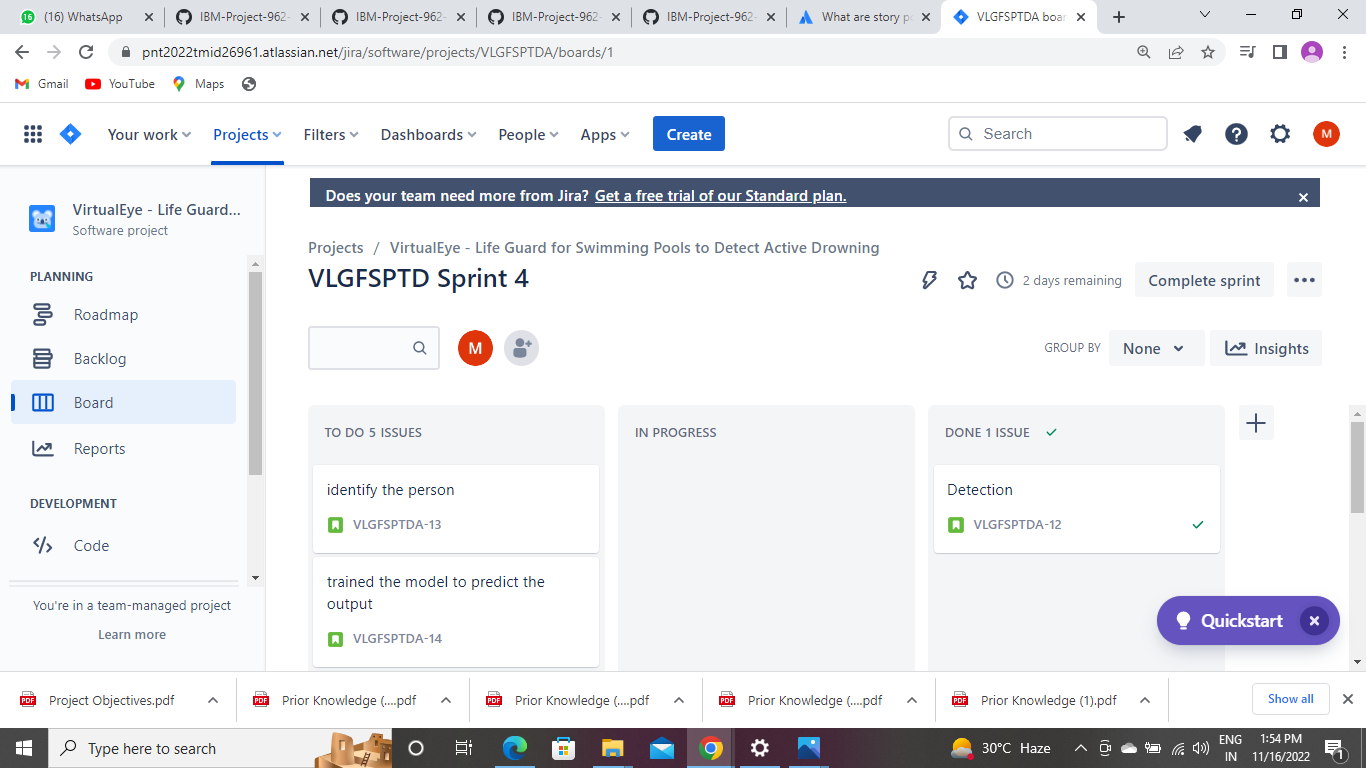 (16) WhatsApp
IBM-Project-962-
IBM-Project-962-
IBM-Project-962-
IBM-Project-962-
What are story po
VLGFSPTDA boar
pnt2022tmid26961.atlassian.net/jira/software/projects/VLGFSPTDA/boards/1
Gmail
YouTube
Maps
Your work
Projects
Filters
Dashboards
People
Apps
Create
Search
M
VirtualEye - Life Guard...
Software project
Does your team need more from Jira? Get a free trial of our Standard plan.
Projects / VirtualEye - Life Guard for Swimming Pools to Detect Active Drowning
VLGFSPTD Sprint 4
2 days remaining
Complete sprint
PLANNING
Roadmap
Backlog
Board
Reports
DEVELOPMENT
Code
You're in a team-managed project
Learn more
M
GROUP BY
None
Insights
TO DO 5 ISSUES
identify the person
VLGFSPTDA-13
trained the model to predict the
output
VLGFSPTDA-14
IN PROGRESS
DONE 1 ISSUE
Detection
VLGFSPTDA-12
Quickstart
Project Objectives.pdf
Prior Knowledge (....pdf
Prior Knowledge (....pdf
Prior Knowledge (....pdf
Prior Knowledge (1).pdf
Show all
Type here to search
30°C Haze
ENG
IN
1:54 PM
11/16/2022
1